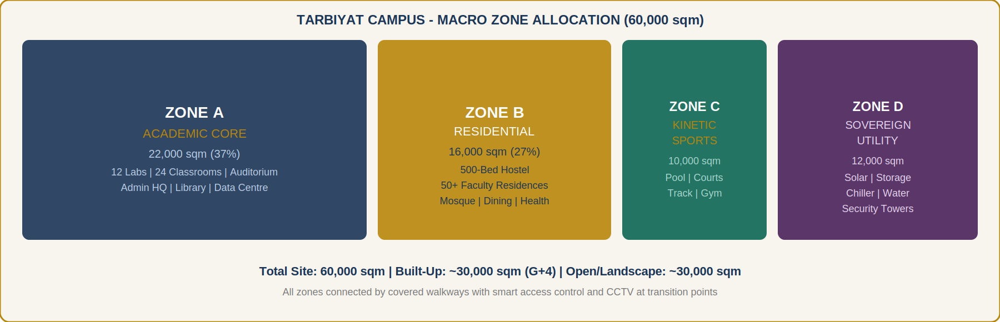 TARBIYAT CAMPUS - MACRO ZONE ALLOCATION (60,000 sqm)
ZONE A
ACADEMIC CORE
22,000 sqm (37%)
12 Labs | 24 Classrooms | Auditorium
Admin HQ | Library | Data Centre
ZONE B
RESIDENTIAL
16,000 sqm (27%)
500-Bed Hostel
50+ Faculty Residences
Mosque | Dining | Health
ZONE C
KINETIC
SPORTS
10,000 sqm
Pool | Courts
Track | Gym
ZONE D
SOVEREIGN
UTILITY
12,000 sqm
Solar | Storage
Chiller | Water
Security Towers
Total Site: 60,000 sqm | Built-Up: ~30,000 sqm (G+4) | Open/Landscape: ~30,000 sqm
All zones connected by covered walkways with smart access control and CCTV at transition points